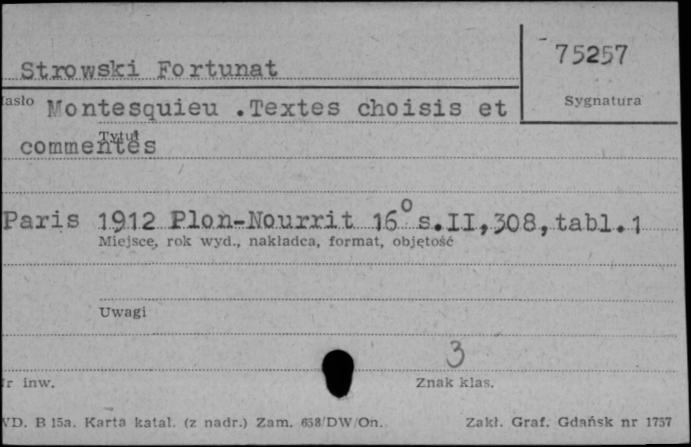 75257
Strowski Fortunat
Sygnatura
Montesquieu .Textes choisis et
Tytuł
commentés
Paris 1912 Plon-Nourrit 16° s.II,308,tabl.1
Miejsce, rok wyd., nakładca, format, objętość
Uwagi
3
r inw.
Znak klas.
D. B 15a. Karta katal. (z nadr.) Zam. 658/DW/On.
Zakł. Graf. Gdańsk nr 1757